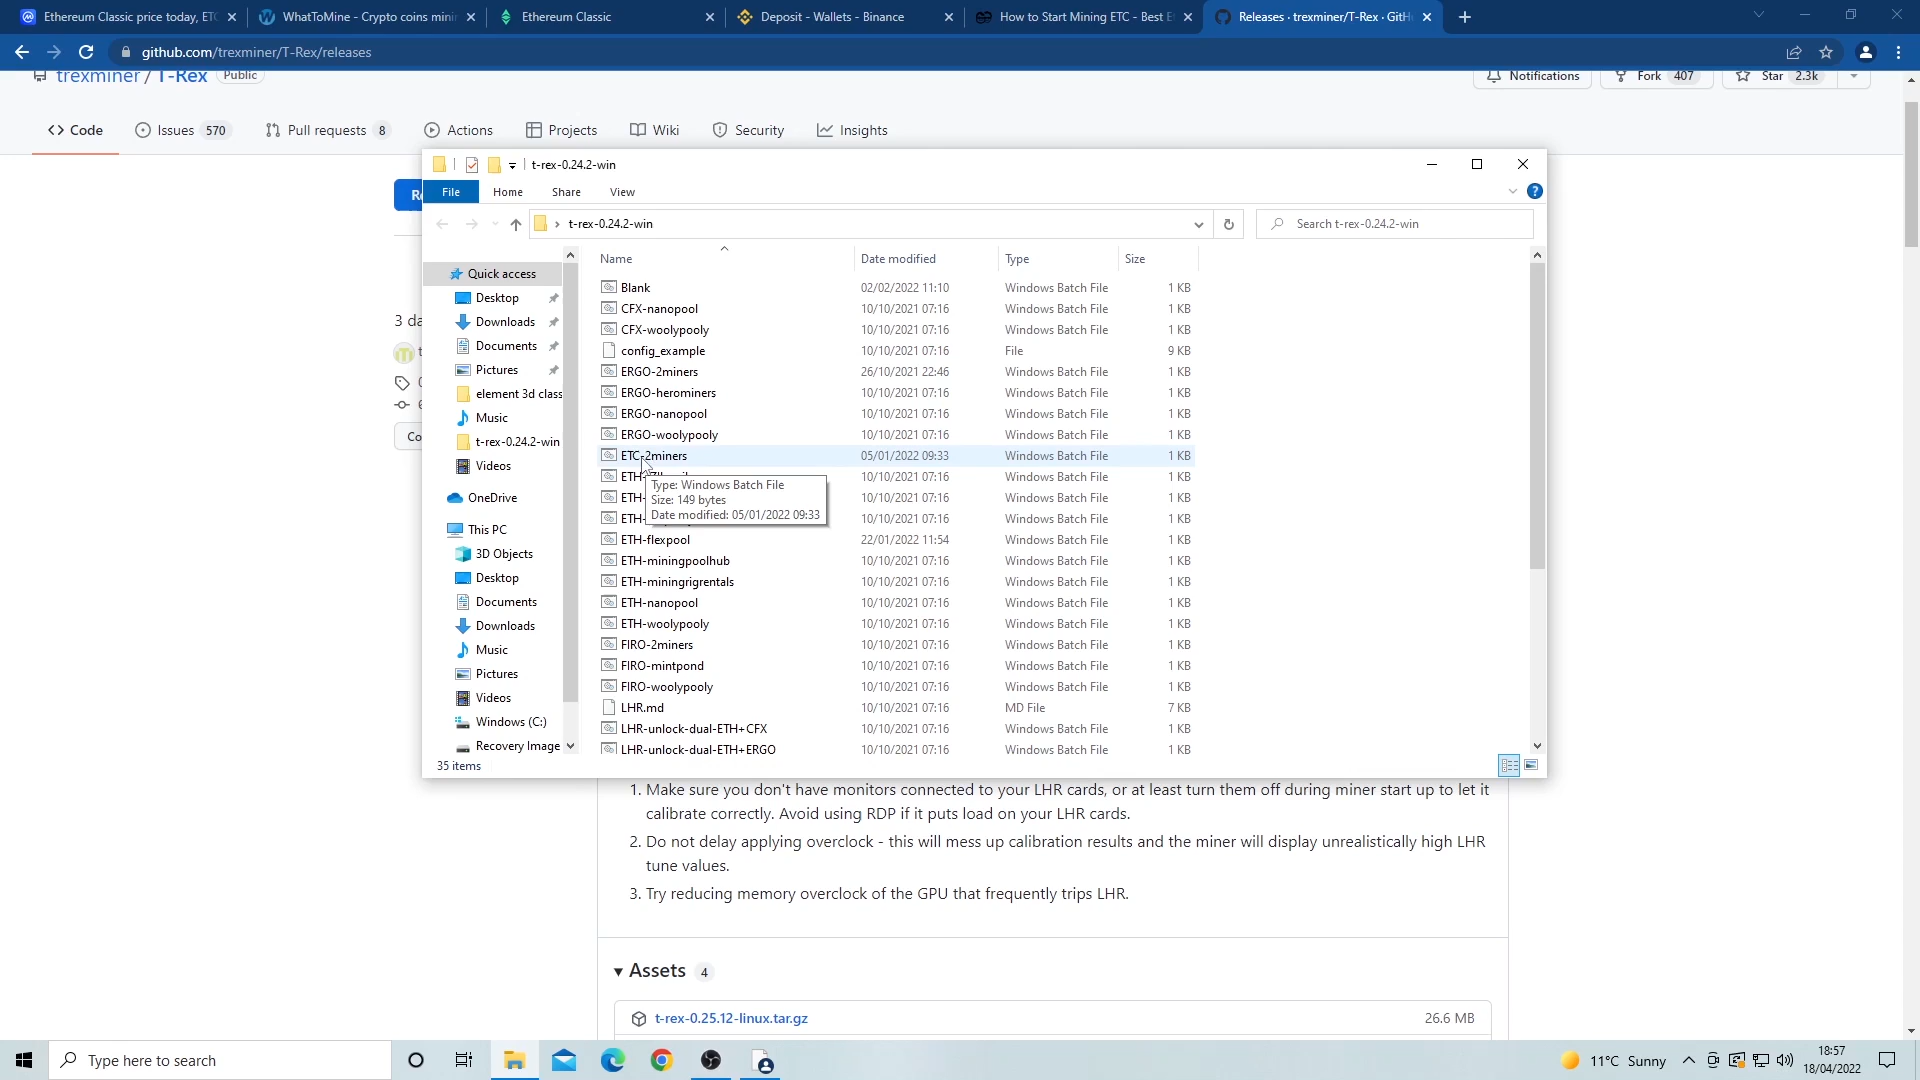 Ethereum Classic price today, ETC
WhatToMine - Crypto coins minin
Ethereum Classic
Deposit - Wallets - Binance
How to Start Mining ETC - Best E
Releases · trexminer/T-Rex · GitH
github.com/trexminer/T-Rex/releases
trexminer / T-Rex Public
Notifications
Fork 407
Star 2.3k
Code
Issues 570
Pull requests 8
Actions
Projects
Wiki
Security
Insights
t-rex-0.24.2-win
File
Home
Share
View
t-rex-0.24.2-win
Search t-rex-0.24.2-win
3 da
Co
Quick access
Desktop
Downloads
Documents
Pictures
element 3d class
Music
t-rex-0.24.2-win
Videos
OneDrive
This PC
3D Objects
Desktop
Documents
Downloads
Music
Pictures
Videos
Windows (C:)
Recovery Image
Name Date modified Type Size
Blank 02/02/2022 11:10 Windows Batch File 1 KB
CFX-nanopool 10/10/2021 07:16 Windows Batch File 1 KB
CFX-woolypooly 10/10/2021 07:16 Windows Batch File 1 KB
config_example 10/10/2021 07:16 File 9 KB
ERGO-2miners 26/10/2021 22:46 Windows Batch File 1 KB
ERGO-herominers 10/10/2021 07:16 Windows Batch File 1 KB
ERGO-nanopool 10/10/2021 07:16 Windows Batch File 1 KB
ERGO-woolypooly 10/10/2021 07:16 Windows Batch File 1 KB
ETC-2miners 05/01/2022 09:33 Windows Batch File 1 KB
ETH- 10/10/2021 07:16 Windows Batch File 1 KB
ETH- 10/10/2021 07:16 Windows Batch File 1 KB
ETH- 10/10/2021 07:16 Windows Batch File 1 KB
Type: Windows Batch File
Size: 149 bytes
Date modified: 05/01/2022 09:33
ETH-flexpool 22/01/2022 11:54 Windows Batch File 1 KB
ETH-miningpoolhub 10/10/2021 07:16 Windows Batch File 1 KB
ETH-miningrigrentals 10/10/2021 07:16 Windows Batch File 1 KB
ETH-nanopool 10/10/2021 07:16 Windows Batch File 1 KB
ETH-woolypooly 10/10/2021 07:16 Windows Batch File 1 KB
FIRO-2miners 10/10/2021 07:16 Windows Batch File 1 KB
FIRO-mintpond 10/10/2021 07:16 Windows Batch File 1 KB
FIRO-woolypooly 10/10/2021 07:16 Windows Batch File 1 KB
LHR.md 10/10/2021 07:16 MD File 7 KB
LHR-unlock-dual-ETH+CFX 10/10/2021 07:16 Windows Batch File 1 KB
LHR-unlock-dual-ETH+ERGO 10/10/2021 07:16 Windows Batch File 1 KB
35 items
1. Make sure you don't have monitors connected to your LHR cards, or at least turn them off during miner start up to let it
calibrate correctly. Avoid using RDP if it puts load on your LHR cards.
2. Do not delay applying overclock - this will mess up calibration results and the miner will display unrealistically high LHR
tune values.
3. Try reducing memory overclock of the GPU that frequently trips LHR.
Assets 4
t-rex-0.25.12-linux.tar.gz 26.6 MB
Type here to search
11°C Sunny
18:57
18/04/2022